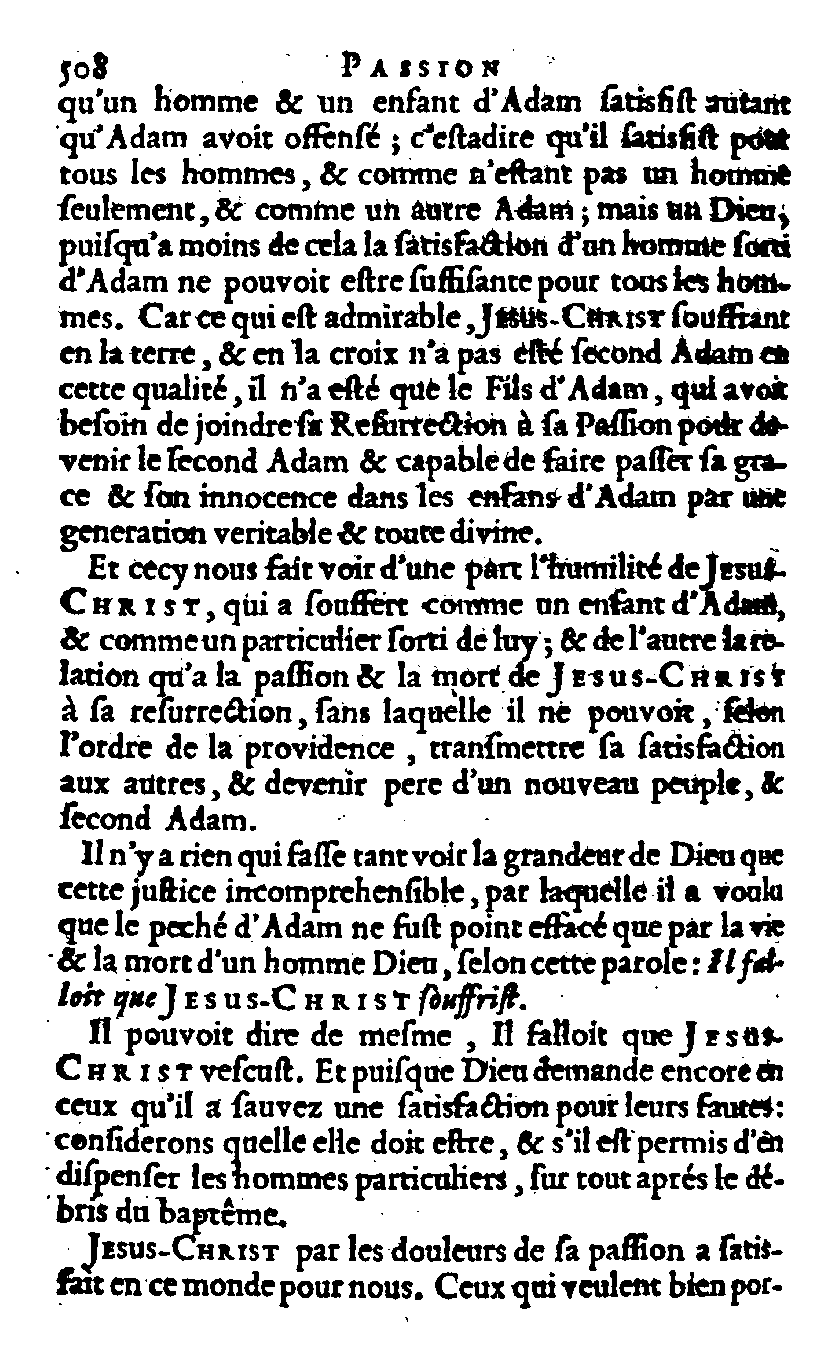 508 PASSION
qu'un homme & un enfant d'Adam ſatisfiſt autant
qu'Adam avoit offenſé ; c'eſtadire qu'il ſatisfiſt pour
tous les hommes, & comme n'eſtant pas un homme
ſeulement, & comme un autre Adam ; mais un Dieu,
puiſqu'a moins de cela la ſatisfaction d'un homme ſorti
d'Adam ne pouvoit eſtre ſuffiſante pour tous les hom-
mes. Car ce qui eſt admirable, JESUS-CHRIST ſouffrant
en la terre, & en la croix n'a pas eſté ſecond Adam en
cette qualité, il n'a eſté que le Fils d'Adam, qui avoit
beſoin de joindre ſa Reſurrection à ſa Paſſion pour de-
venir le ſecond Adam & capable de faire paſſer ſa gra-
ce & ſon innocence dans les enfans d'Adam par une
generation veritable & toute divine.
Et cecy nous fait voir d'une part l'humilité de JESUS-
CHRIST, qui a ſouffert comme un enfant d'Adam,
& comme un particulier ſorti de luy ; & de l'autre la re-
lation qu'a la paſſion & la mort de JESUS-CHRIST
à ſa reſurrection, ſans laquelle il ne pouvoit, ſelon
l'ordre de la providence , tranſmettre ſa ſatisfaction
aux autres, & devenir pere d'un nouveau peuple, &
ſecond Adam.
Il n'y a rien qui faſſe tant voir la grandeur de Dieu que
cette juſtice incomprehenſible, par laquelle il a voulu
que le peché d'Adam ne fuſt point effacé que par la vie
& la mort d'un homme Dieu, ſelon cette parole : Il fal-
loit que JESUS-CHRIST ſouffriſt.
Il pouvoit dire de meſme , Il falloit que JESUS-
CHRIST veſcuſt. Et puiſque Dieu demande encore en
ceux qu'il a ſauvez une ſatisfaction pour leurs fautes :
conſiderons quelle elle doit eſtre, & s'il eſt permis d'en
diſpenſer les hommes particuliers, ſur tout aprés le dé-
bris du baptême.
JESUS-CHRIST par les douleurs de ſa paſſion a ſatis-
fait en ce monde pour nous. Ceux qui veulent bien por-